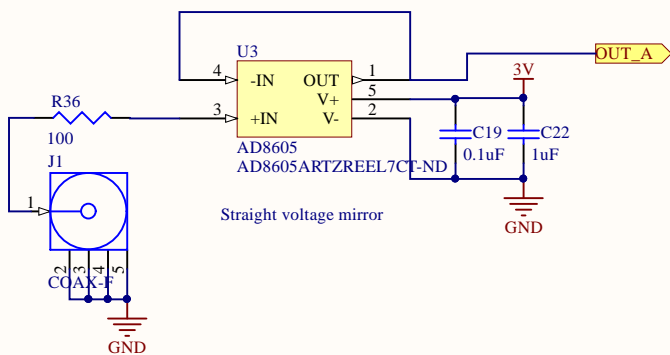 U3
4
-IN
OUT
1
OUT_A
3V
V+
5
R36
3
+IN
V-
2
100
C19
C22
AD8605
0.1uF
1uF
J1
AD8605ARTZREEL7CT-ND
1
Straight voltage mirror
GND
2
3
4
5
COAX-F
GND